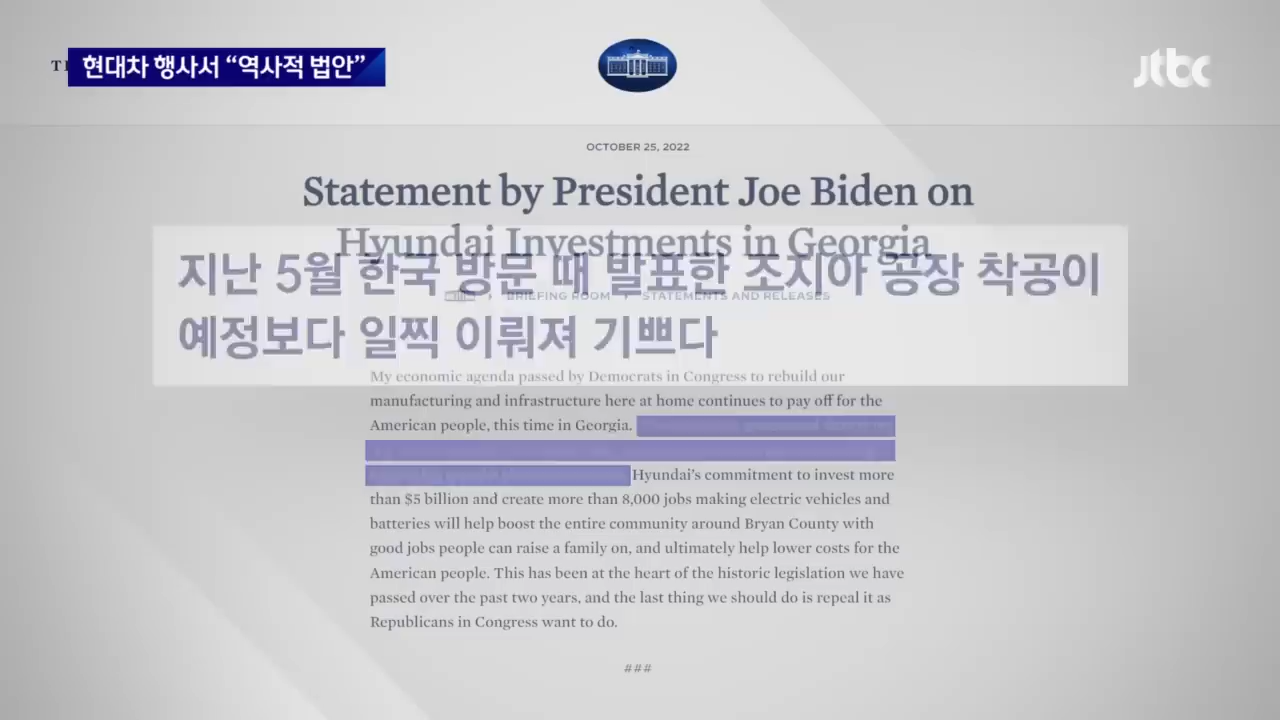 현대차 행사서 “역사적 법안”
jtbc
OCTOBER 25, 2022
Statement by President Joe Biden on
Hyundai Investments in Georgia
지난 5월 한국 방문 때 발표한 조지아 공장 착공이
BRIEFING ROOM STATEMENTS AND RELEASES
예정보다 일찍 이뤄져 기쁘다
My economic agenda passed by Democrats in Congress to rebuild our
manufacturing and infrastructure here at home continues to pay off for the
American people, this time in Georgia.
Hyundai’s commitment to invest more
than $5 billion and create more than 8,000 jobs making electric vehicles and
batteries will help boost the entire community around Bryan County with
good jobs people can raise a family on, and ultimately help lower costs for the
American people. This has been at the heart of the historic legislation we have
passed over the past two years, and the last thing we should do is repeal it as
Republicans in Congress want to do.
###